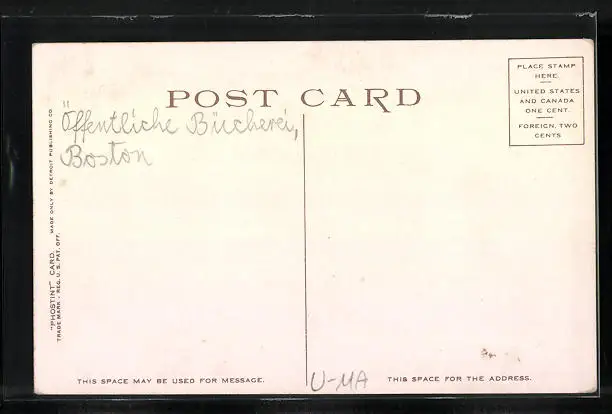 POST CARD
PLACE STAMP
HERE.
UNITED STATES
AND CANADA
ONE CENT.
FOREIGN, TWO
CENTS
Öffentliche Bücherei,
Boston
"PHOSTINT" CARD. MADE ONLY BY DETROIT PUBLISHING CO.
TRADE MARK - REG. U. S. PAT. OFF.
THIS SPACE MAY BE USED FOR MESSAGE.
U-MA
THIS SPACE FOR THE ADDRESS.